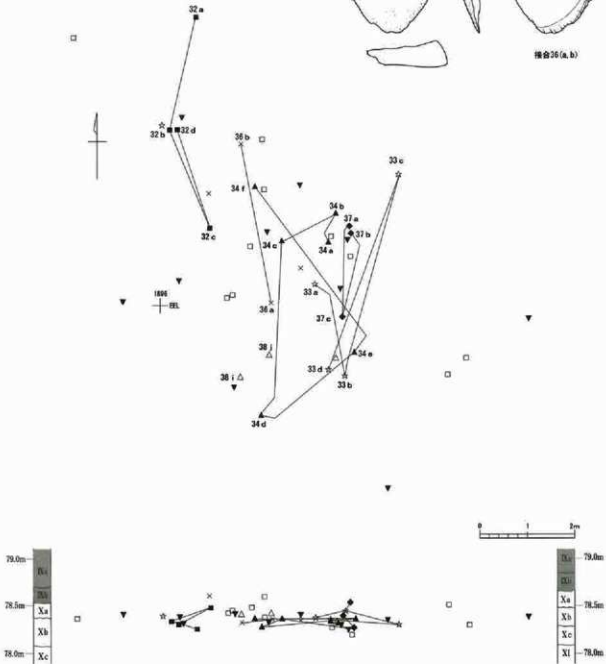 接合36(a, b)
32 a
32 b
32 d
36 b
33 c
34 f
34 b
37 a
37 b
34 a
34 c
32 c
33 a
36 a
37 c
38 j
34 e
33 d
38 i
33 b
34 d
0 1 2m
79.0m
78.5m
78.0m
Xa
Xb
Xc
79.0m
78.5m
78.0m
Xa
Xb
Xc